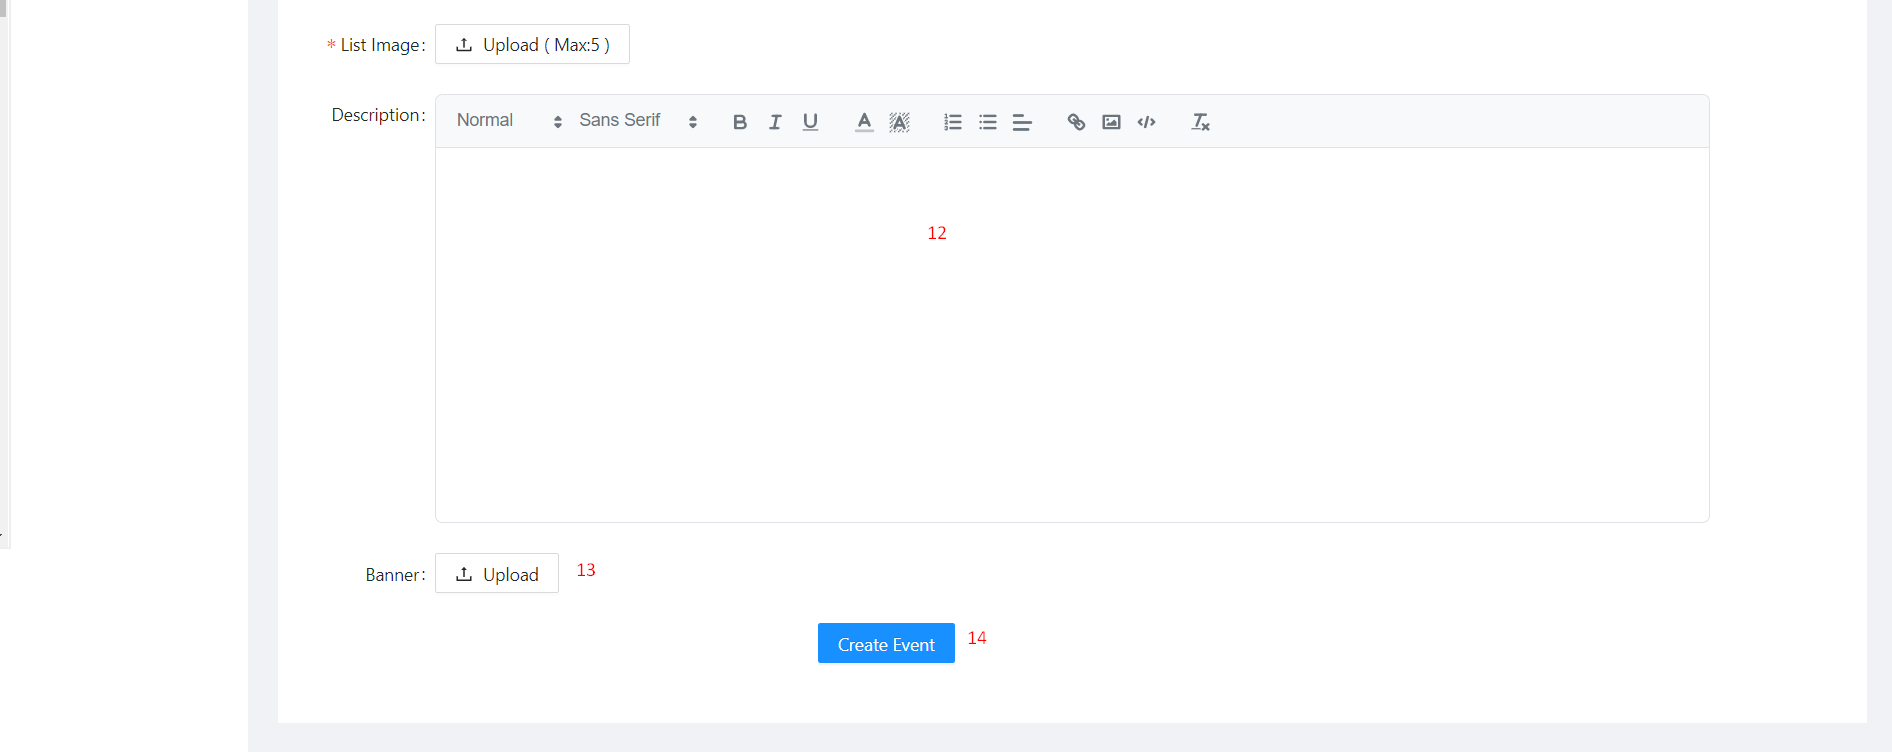 * List Image: Upload ( Max:5 )
Description: Normal Sans Serif
12
Banner: Upload 13
Create Event 14